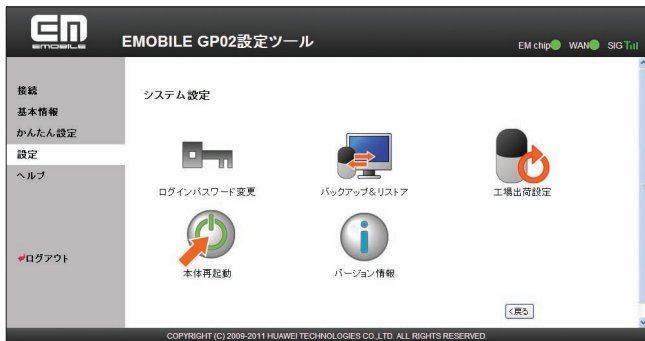 EM
EMOBILE
EMOBILE GP02設定ツール
EM chip WAN SIG
接続
基本情報
かんたん設定
設定
ヘルプ
ログアウト
システム設定
ログインパスワード変更
バックアップ&リストア
工場出荷設定
本体再起動
バージョン情報
<戻る
COPYRIGHT (C) 2009-2011 HUAWEI TECHNOLOGIES CO.,LTD. ALL RIGHTS RESERVED.